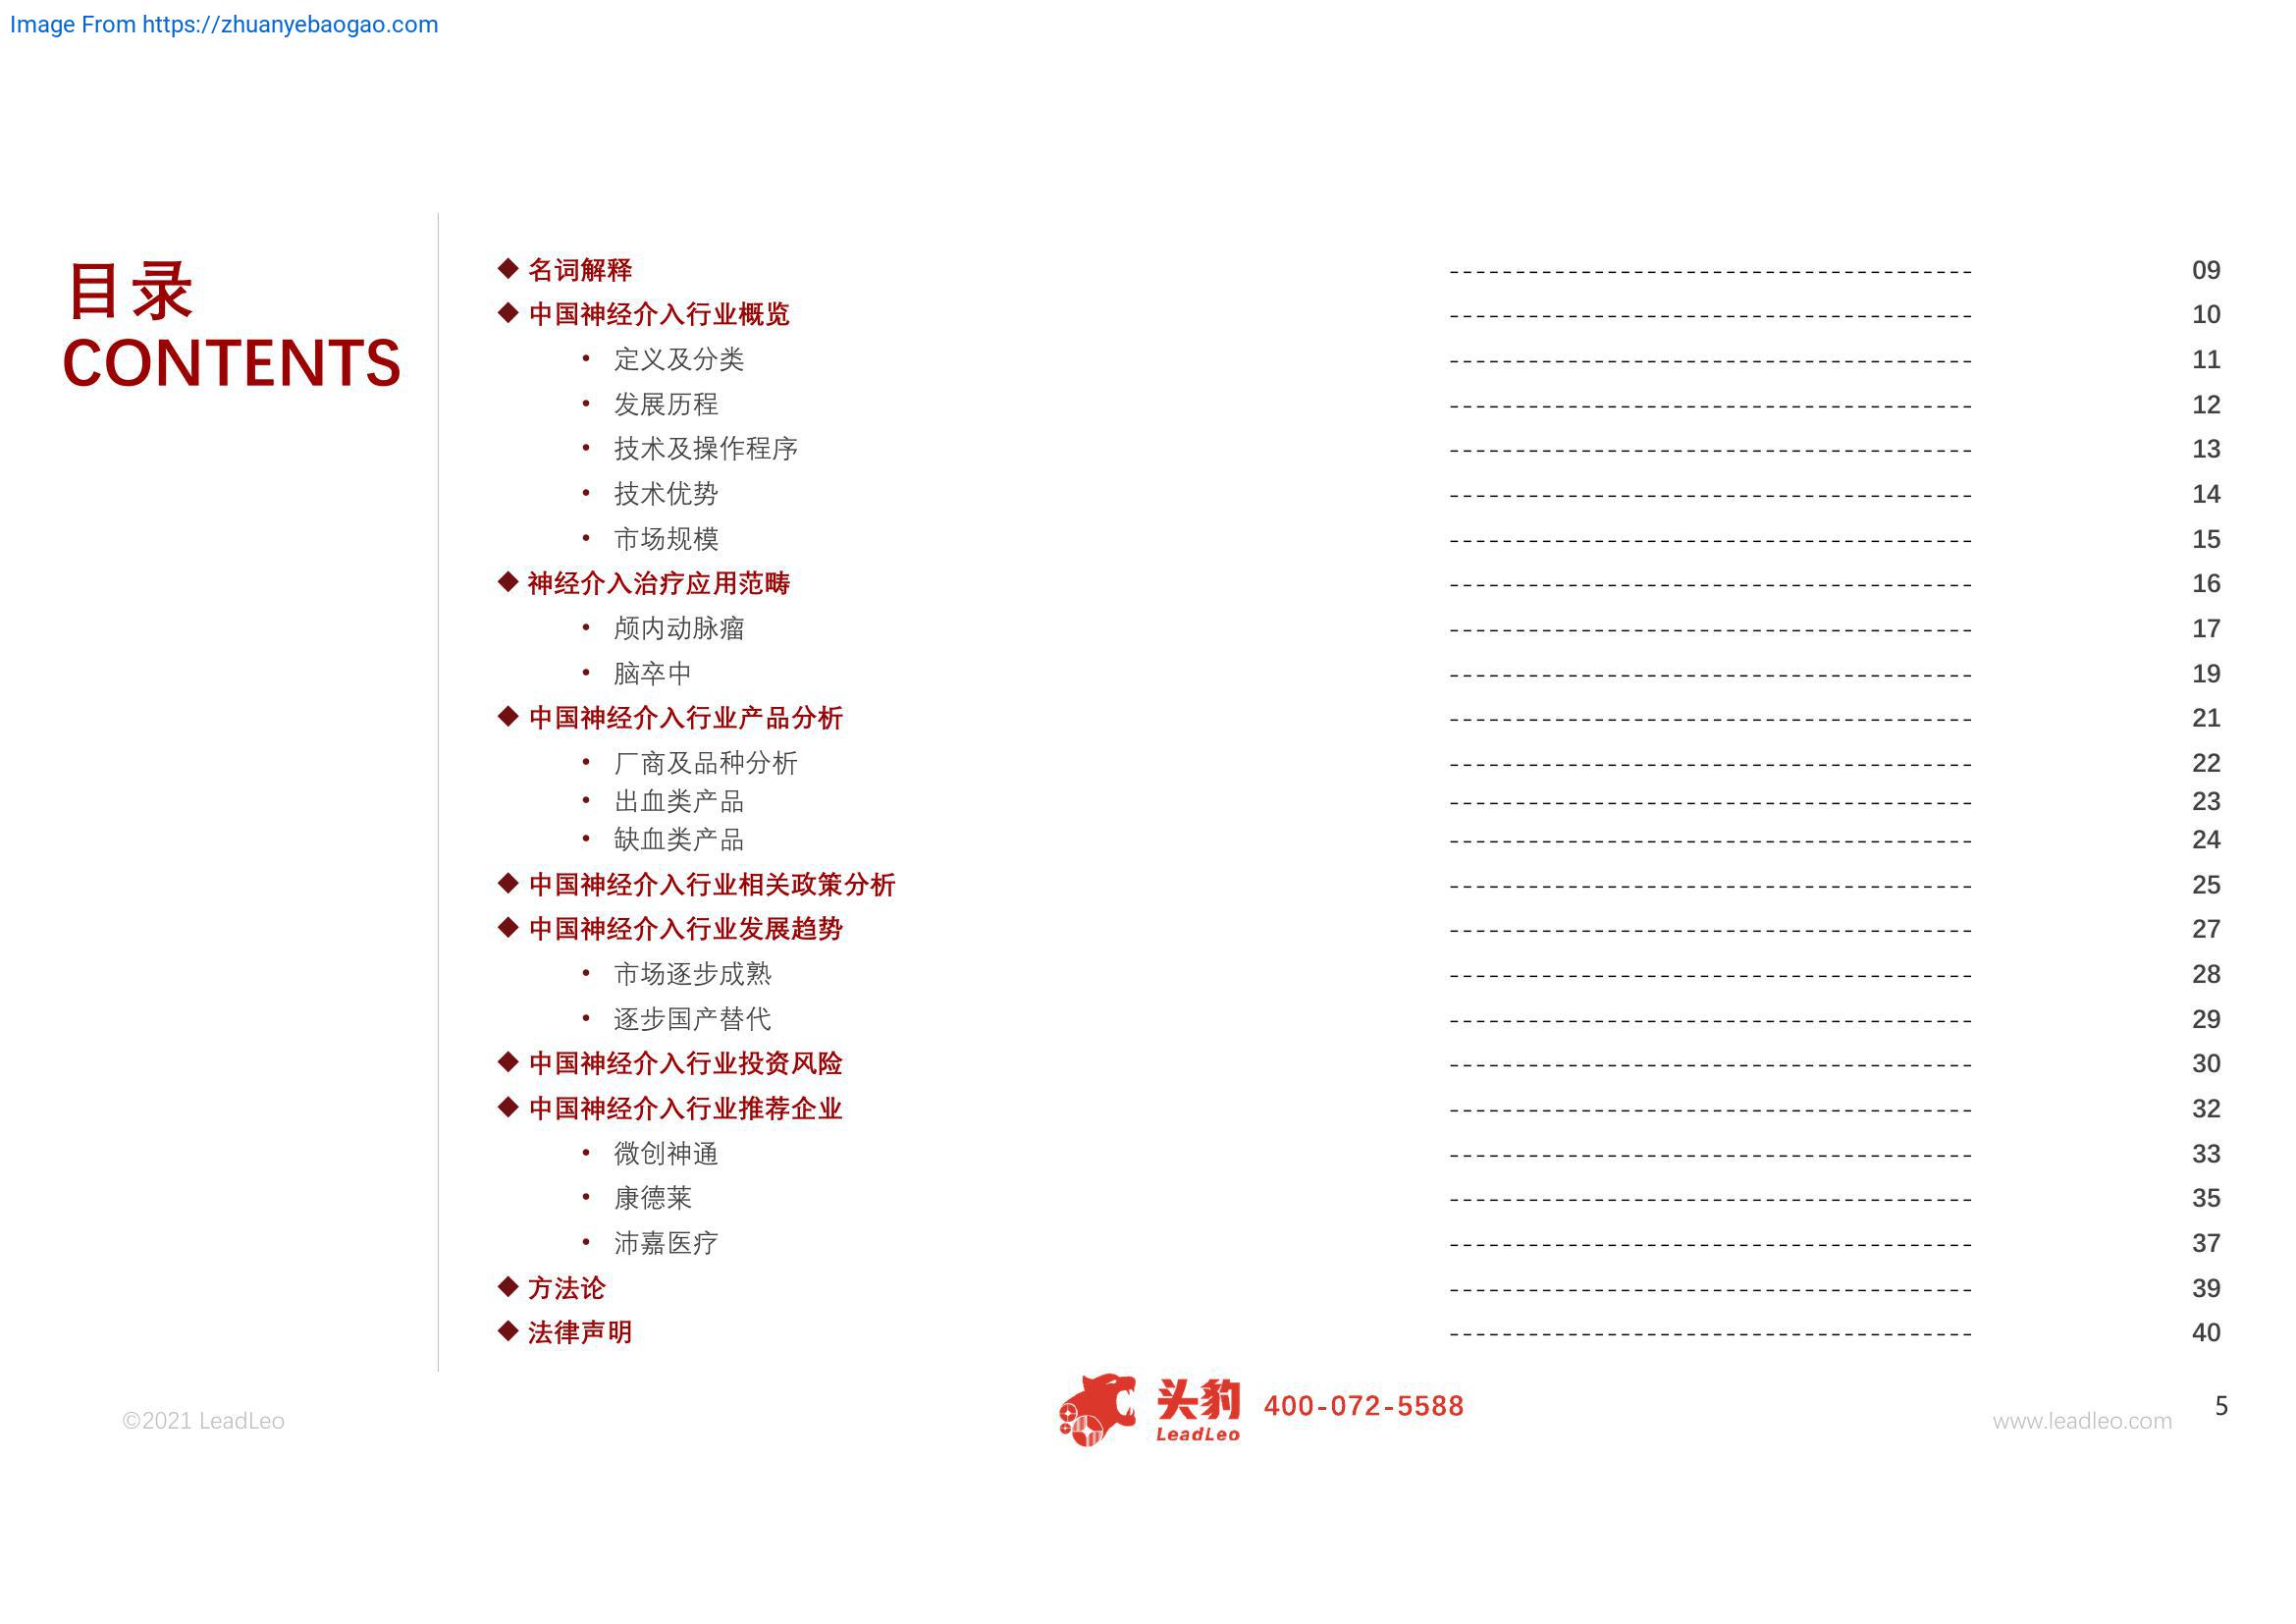 Image From https://zhuanyebaogao.com
目录
CONTENTS
◆ 名词解释 ---------------------------------------- 09
◆ 中国神经介入行业概览 ---------------------------------------- 10
• 定义及分类 ---------------------------------------- 11
• 发展历程 ---------------------------------------- 12
• 技术及操作程序 ---------------------------------------- 13
• 技术优势 ---------------------------------------- 14
• 市场规模 ---------------------------------------- 15
◆ 神经介入治疗应用范畴 ---------------------------------------- 16
• 颅内动脉瘤 ---------------------------------------- 17
• 脑卒中 ---------------------------------------- 19
◆ 中国神经介入行业产品分析 ---------------------------------------- 21
• 厂商及品种分析 ---------------------------------------- 22
• 出血类产品 ---------------------------------------- 23
• 缺血类产品 ---------------------------------------- 24
◆ 中国神经介入行业相关政策分析 ---------------------------------------- 25
◆ 中国神经介入行业发展趋势 ---------------------------------------- 27
• 市场逐步成熟 ---------------------------------------- 28
• 逐步国产替代 ---------------------------------------- 29
◆ 中国神经介入行业投资风险 ---------------------------------------- 30
◆ 中国神经介入行业推荐企业 ---------------------------------------- 32
• 微创神通 ---------------------------------------- 33
• 康德莱 ---------------------------------------- 35
• 沛嘉医疗 ---------------------------------------- 37
◆ 方法论 ---------------------------------------- 39
◆ 法律声明 ---------------------------------------- 40
©2021 LeadLeo
头豹
LeadLeo
400-072-5588
www.leadleo.com
5